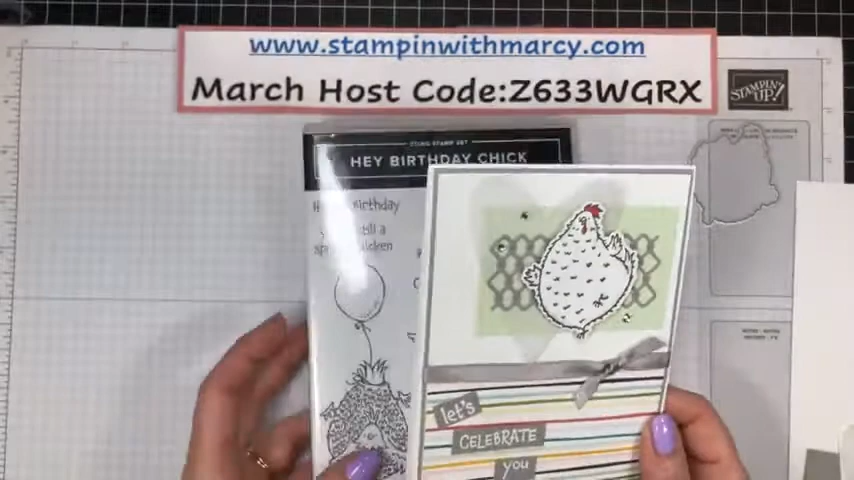 www.stampinwithmarcy.com
March Host Code:Z633WGRX
STAMPIN' UP!
HEY BIRTHDAY CHICK
let's
CELEBRATE
you